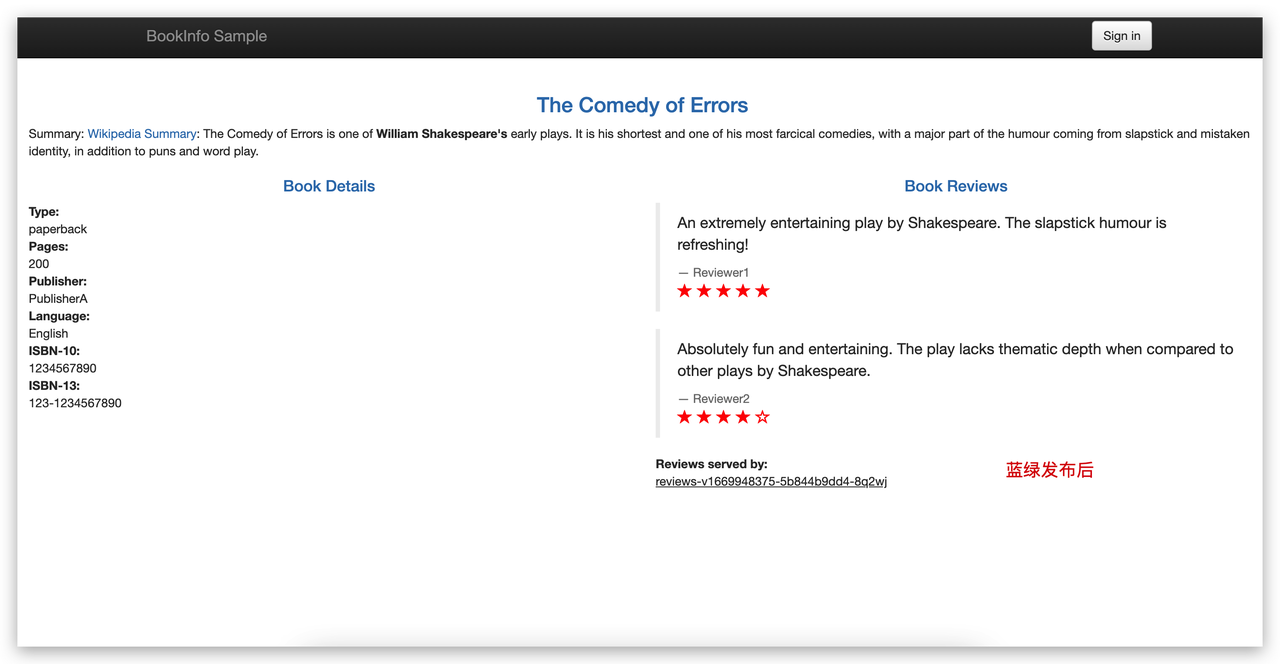 BookInfo Sample
Sign in
The Comedy of Errors
Summary: Wikipedia Summary: The Comedy of Errors is one of William Shakespeare's early plays. It is his shortest and one of his most farcical comedies, with a major part of the humour coming from slapstick and mistaken
identity, in addition to puns and word play.
Book Details
Type:
paperback
Pages:
200
Publisher:
PublisherA
Language:
English
ISBN-10:
1234567890
ISBN-13:
123-1234567890
Book Reviews
An extremely entertaining play by Shakespeare. The slapstick humour is
refreshing!
— Reviewer1
Absolutely fun and entertaining. The play lacks thematic depth when compared to
other plays by Shakespeare.
— Reviewer2
Reviews served by:
reviews-v1669948375-5b844b9dd4-8q2wj
蓝绿发布后